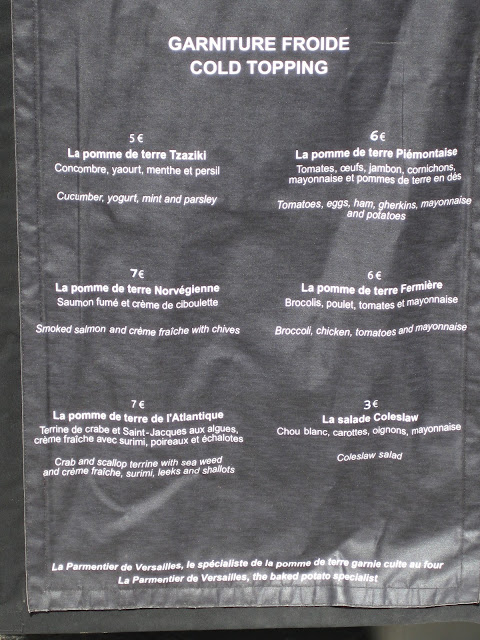 GARNITURE FROIDE
COLD TOPPING
5€
La pomme de terre Tzaziki
Concombre, yaourt, menthe et persil
Cucumber, yogurt, mint and parsley
6€
La pomme de terre Piémontaise
Tomates, œufs, jambon, cornichons,
mayonnaise et pommes de terre en dés
Tomatoes, eggs, ham, gherkins, mayonnaise
and potatoes
7€
La pomme de terre Norvégienne
Saumon fumé et crème de ciboulette
Smoked salmon and crème fraîche with chives
6€
La pomme de terre Fermière
Brocolis, poulet, tomates et mayonnaise
Broccoli, chicken, tomatoes and mayonnaise
7€
La pomme de terre de l'Atlantique
Terrine de crabe et Saint-Jacques aux algues,
crème fraîche avec surimi, poireaux et échalotes
Crab and scallop terrine with sea weed
and crème fraîche, surimi, leeks and shallots
3€
La salade Coleslaw
Chou blanc, carottes, oignons, mayonnaise
Coleslaw salad
La Parmentier de Versailles, le spécialiste de la pomme de terre garnie cuite au four
La Parmentier de Versailles, the baked potato specialist